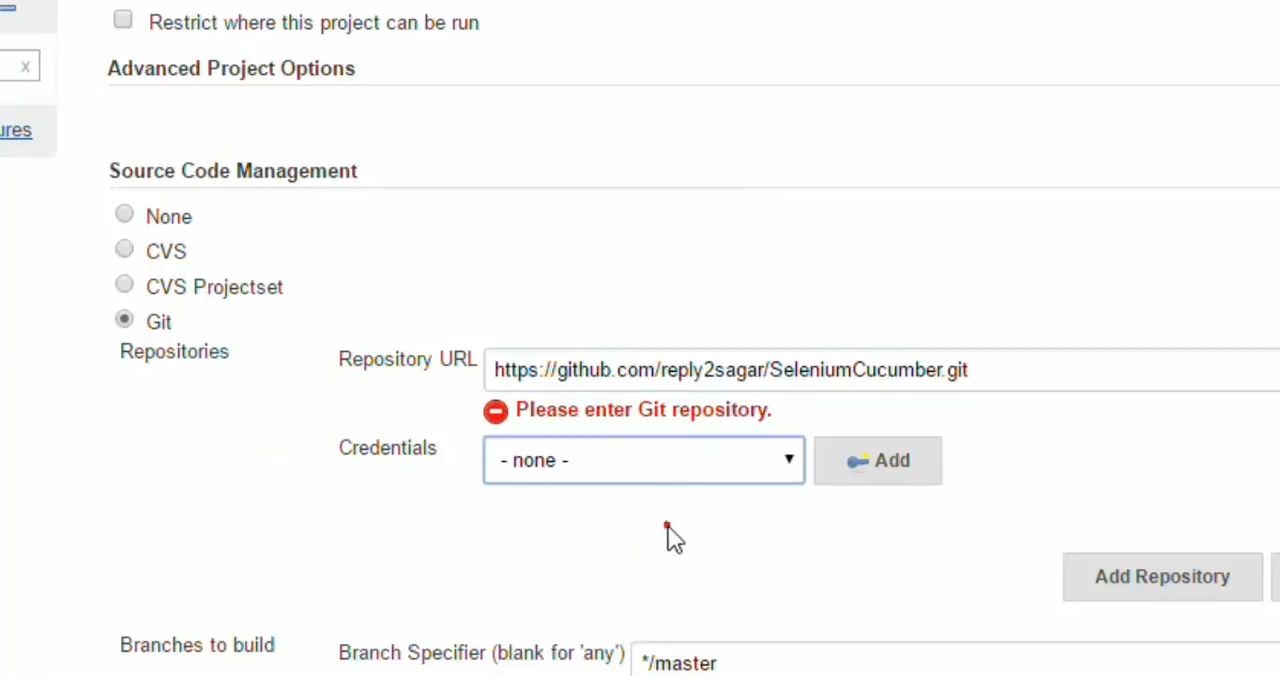 Restrict where this project can be run
Advanced Project Options
x
ures
Source Code Management
None
CVS
CVS Projectset
Git
Repositories
Repository URL
https://github.com/reply2sagar/SeleniumCucumber.git
Please enter Git repository.
Credentials
- none -
Add
Add Repository
Branches to build
Branch Specifier (blank for 'any')
*/master